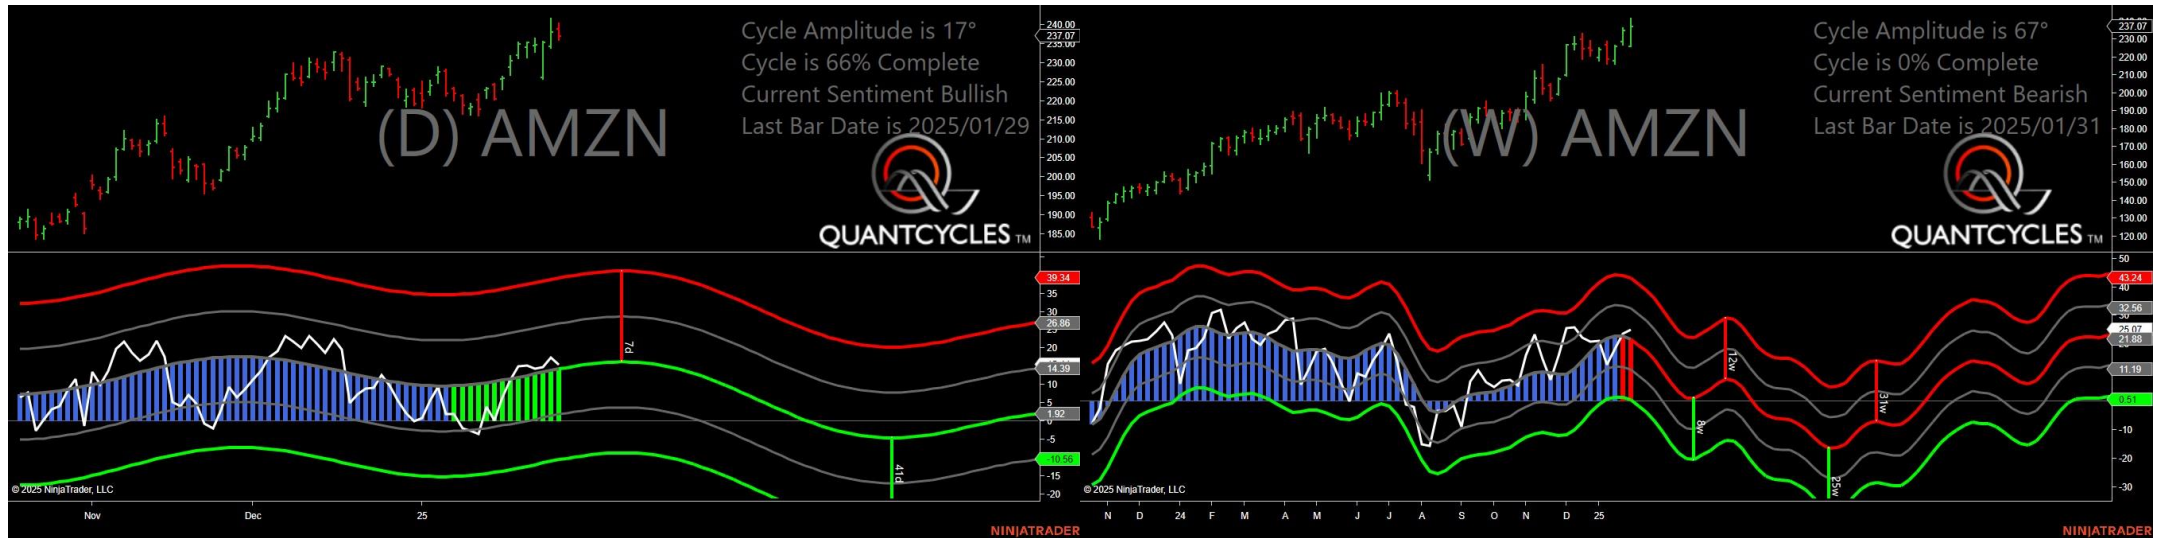 Cycle Amplitude is 17°
Cycle is 66% Complete
Current Sentiment Bullish
Last Bar Date is 2025/01/29
(D) AMZN
QUANTCYCLES TM
240.00
237.07
235.00
230.00
225.00
220.00
215.00
210.00
205.00
200.00
195.00
190.00
185.00
39.34
35
30
26.86
25
20
14.39
10
5
1.92
0
-5
-10.56
-15
-20
7d
41d
© 2025 NinjaTrader, LLC
Nov
Dec
25
NINJATRADER
Cycle Amplitude is 67°
Cycle is 0% Complete
Current Sentiment Bearish
Last Bar Date is 2025/01/31
(W) AMZN
QUANTCYCLES TM
237.07
230.00
220.00
210.00
200.00
190.00
180.00
170.00
160.00
150.00
140.00
130.00
120.00
50
43.24
40
32.56
30
25.07
21.88
11.19
0.51
-10
-20
-30
12w
8w
31w
25w
© 2025 NinjaTrader, LLC
N D 24 F M A M J J A S O N D 25
NINJATRADER